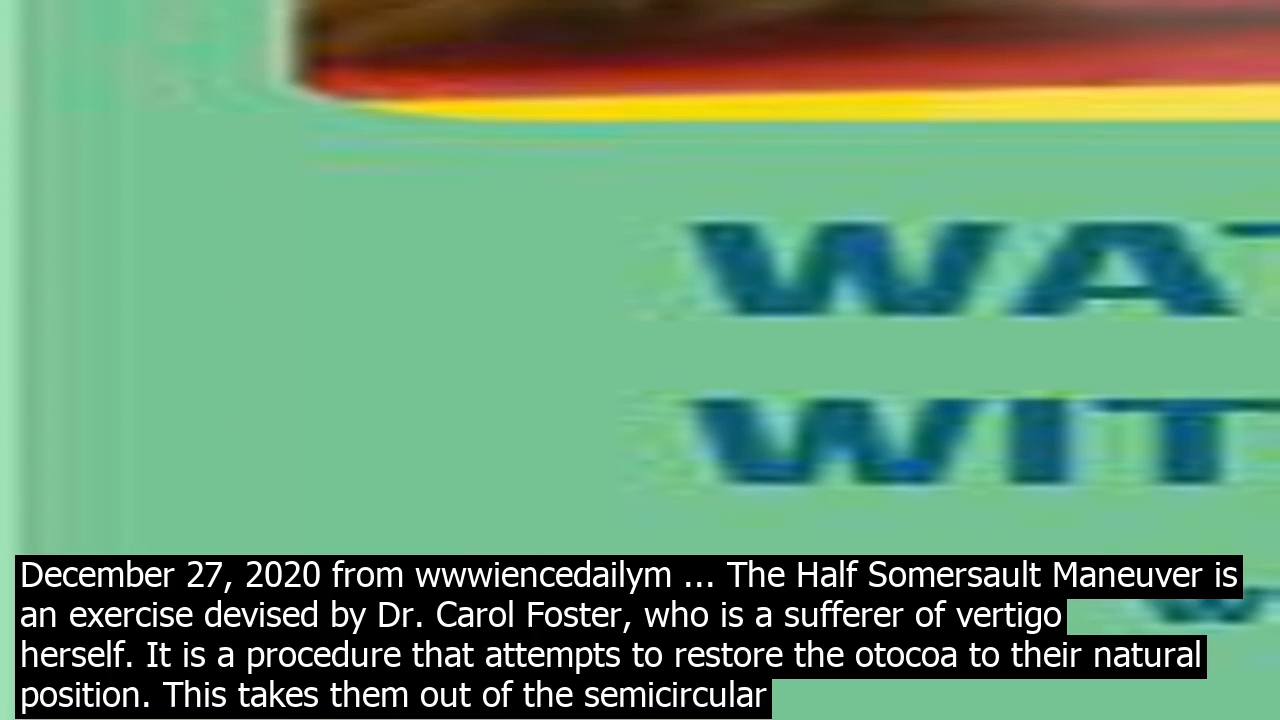 WA
WIT
December 27, 2020 from wwwiencedailym ... The Half Somersault Maneuver is
an exercise devised by Dr. Carol Foster, who is a sufferer of vertigo
herself. It is a procedure that attempts to restore the otocoa to their natural
position. This takes them out of the semicircular